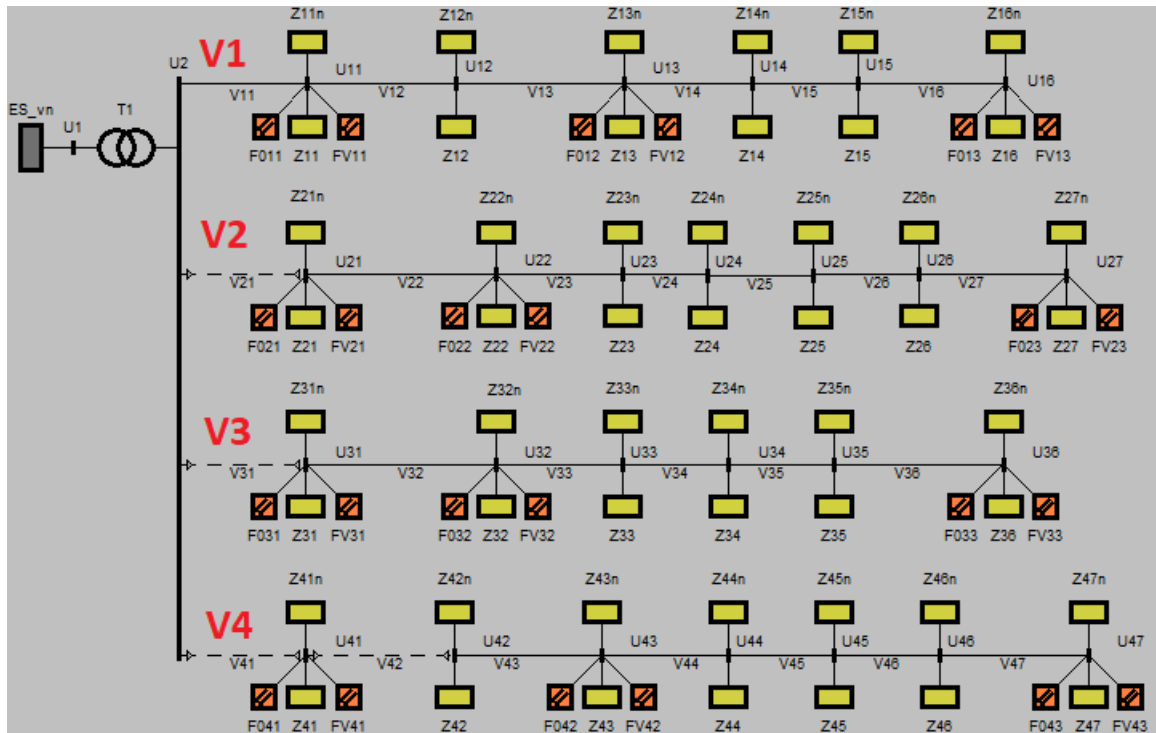 Z11n Z12n Z13n Z14n Z15n Z16n
V1
U2
U11 U12 U13 U14 U15 U16
V11 V12 V13 V14 V15 V16
ES_vn
U1
T1
F011 Z11 FV11 Z12 F012 Z13 FV12 Z14 Z15 F013 Z16 FV13
Z21n Z22n Z23n Z24n Z25n Z26n Z27n
V2
U21 U22 U23 U24 U25 U26 U27
V21 V22 V23 V24 V25 V26 V27
F021 Z21 FV21 F022 Z22 FV22 Z23 Z24 Z25 Z26 F023 Z27 FV23
Z31n Z32n Z33n Z34n Z35n Z36n
V3
U31 U32 U33 U34 U35 U36
V31 V32 V33 V34 V35 V36
F031 Z31 FV31 F032 Z32 FV32 Z33 Z34 Z35 F033 Z36 FV33
Z41n Z42n Z43n Z44n Z45n Z46n Z47n
V4
U41 U42 U43 U44 U45 U46 U47
V41 V42 V43 V44 V45 V46 V47
F041 Z41 FV41 Z42 F042 Z43 FV42 Z44 Z45 Z46 F043 Z47 FV43